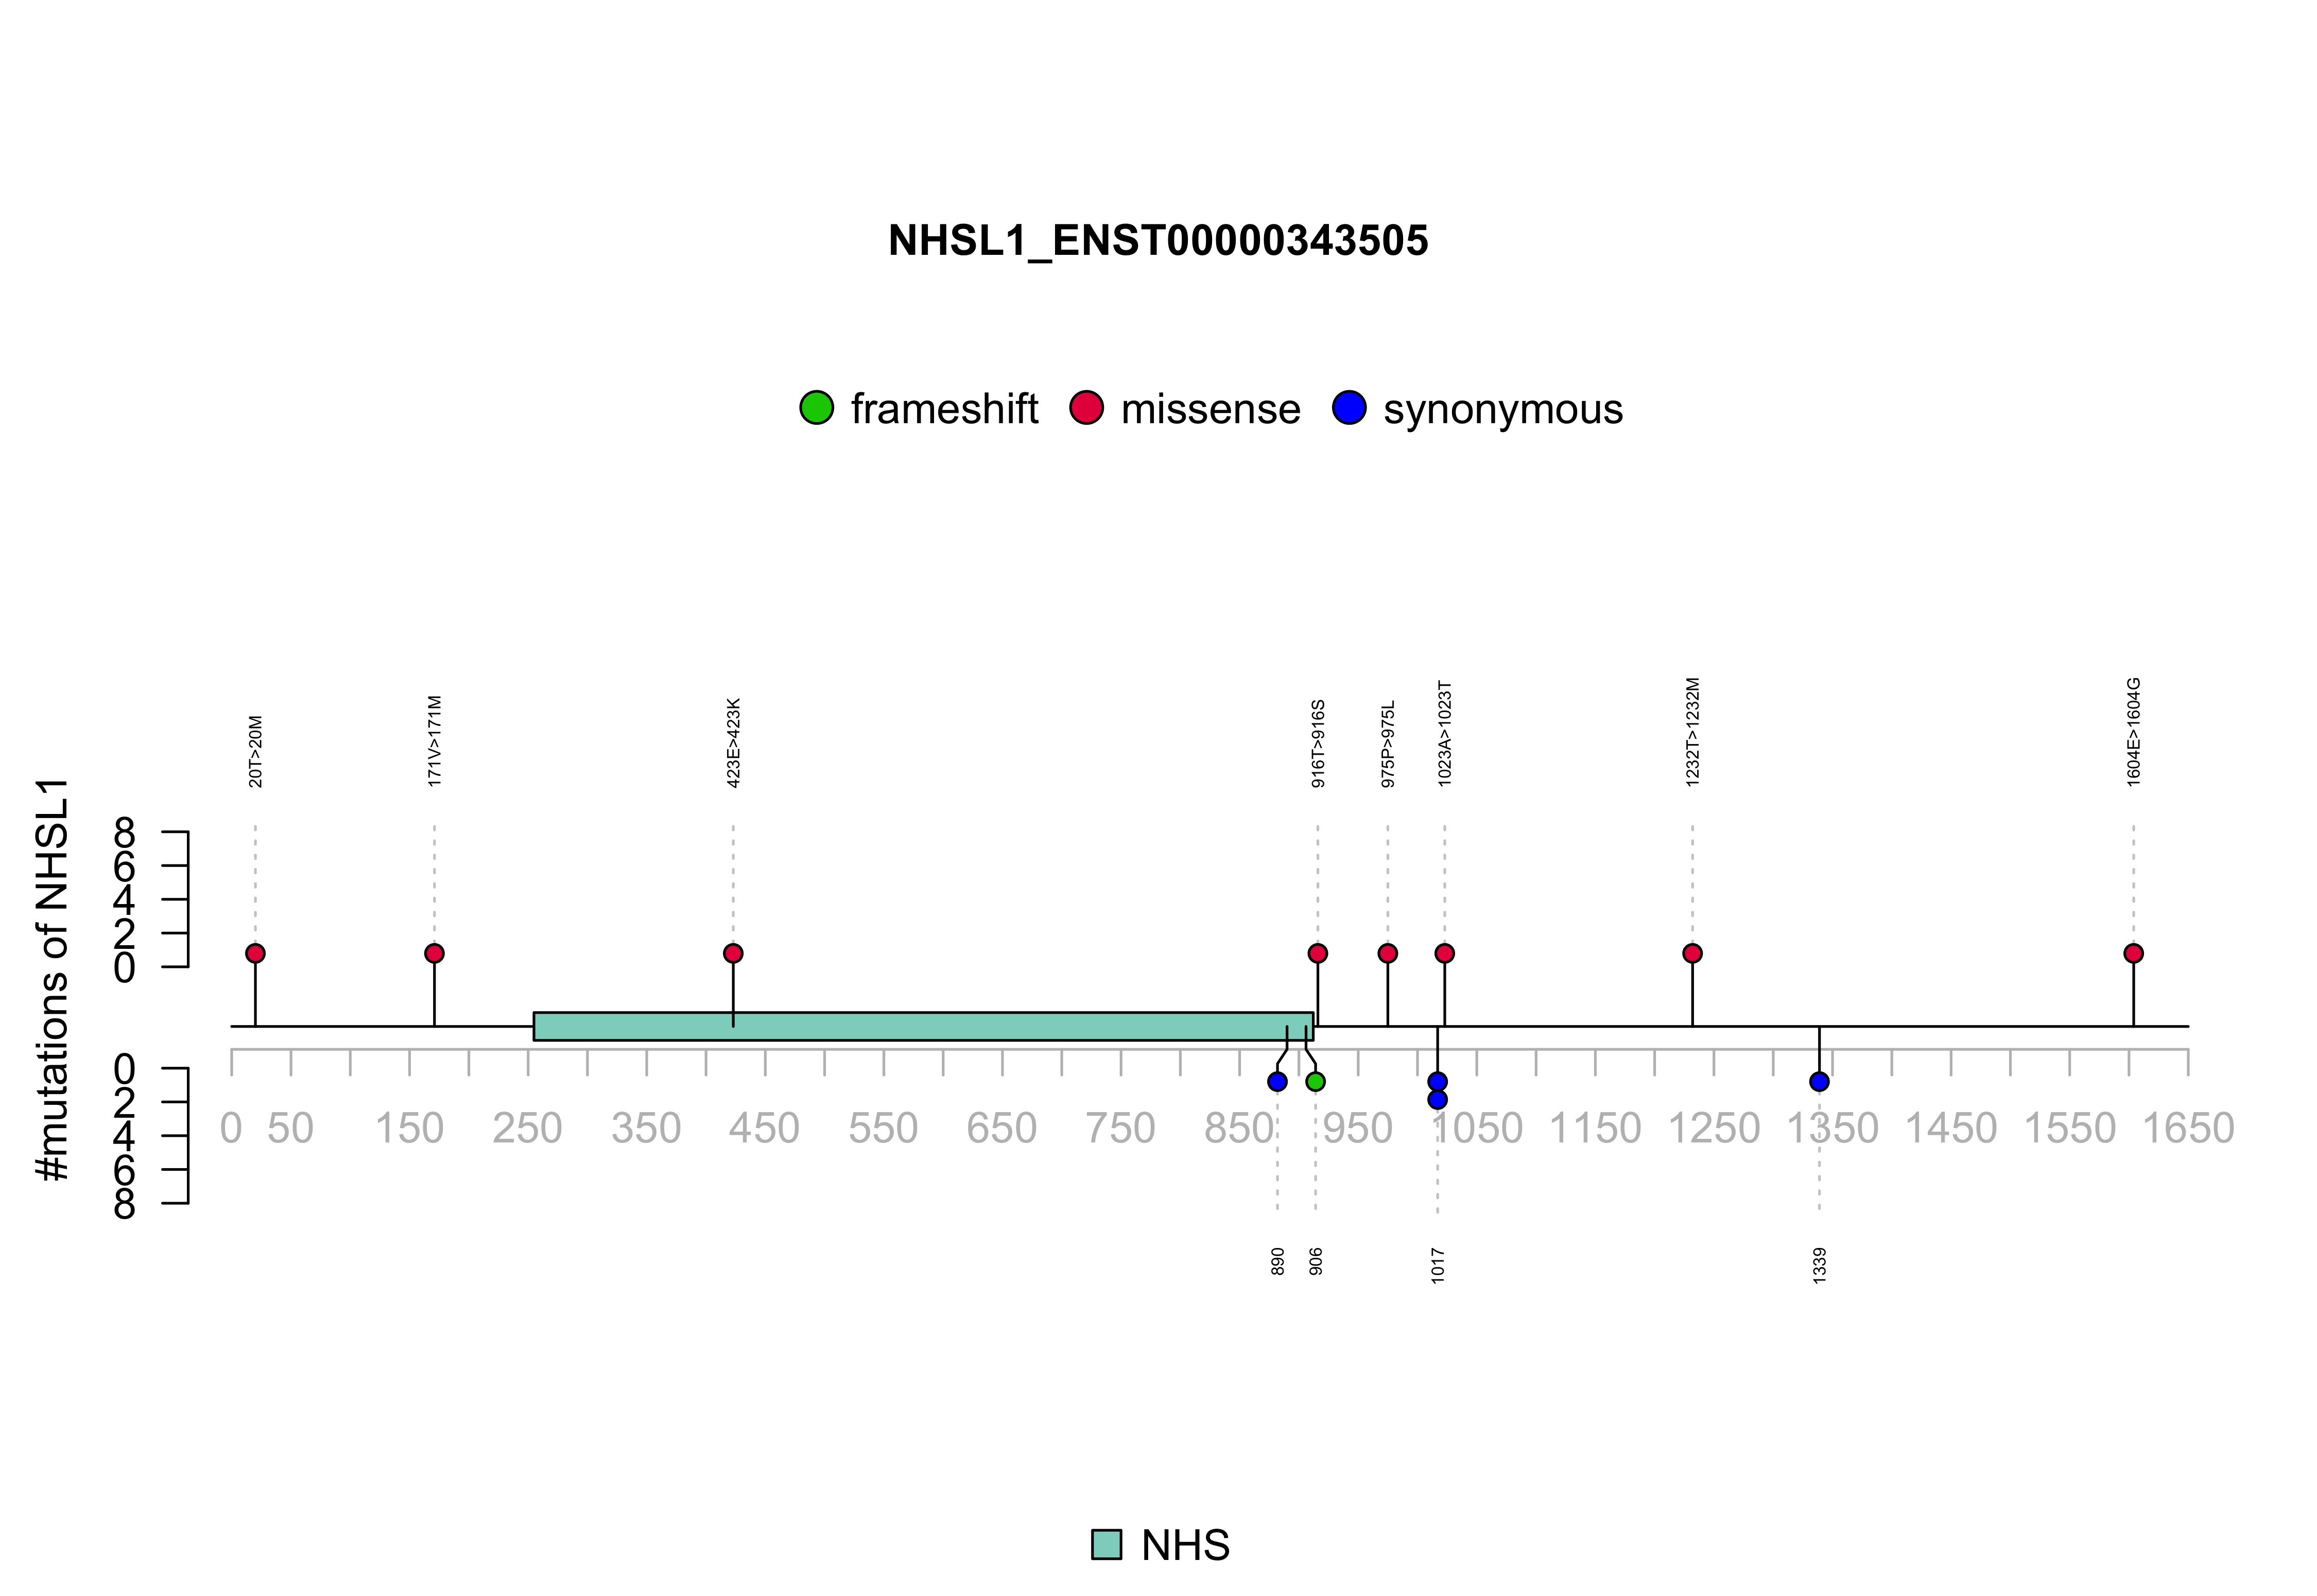 NHSL1_ENST00000343505
frameshift missense synonymous
20T>20M
171V>171M
423E>423K
916T>916S
975P>975L
1023A>1023T
1232T>1232M
1604E>1604G
#mutations of NHSL1
8
6
4
2
0
0
2
4
6
8
0 50 150 250 350 450 550 650 750 850 950 1050 1150 1250 1350 1450 1550 1650
890
906
1017
1339
NHS